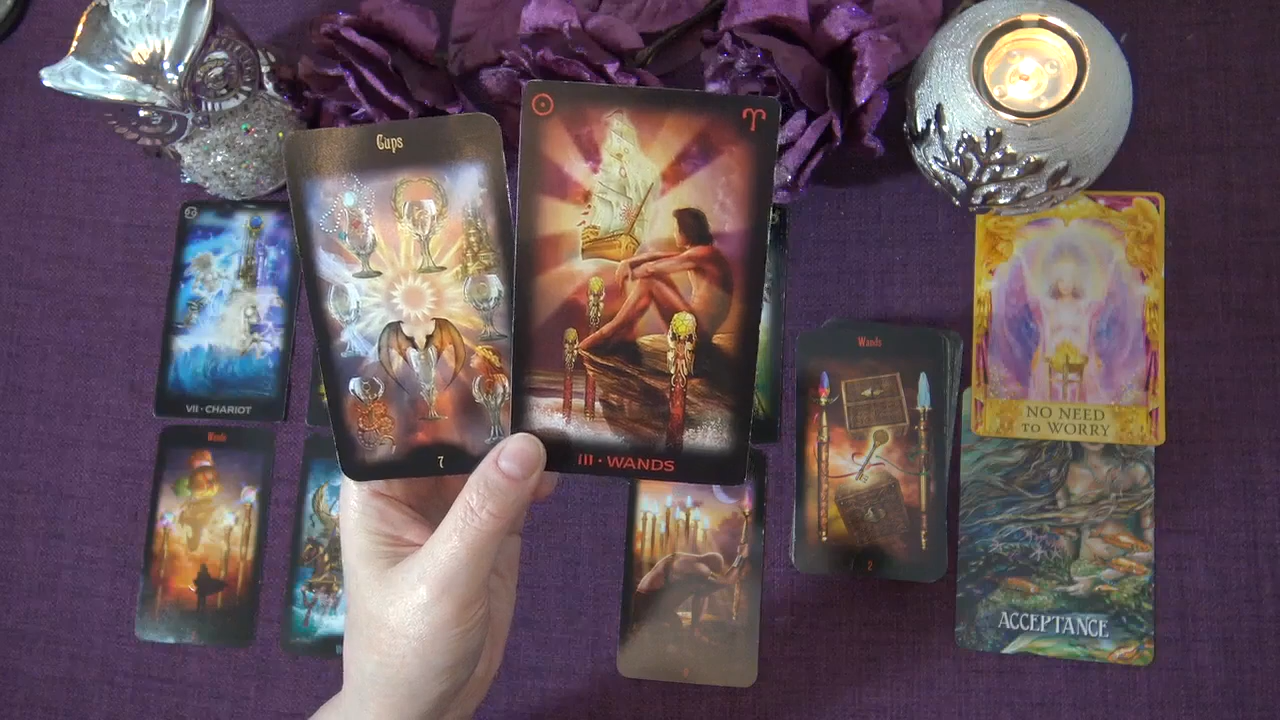 Cups
7
III • WANDS
VII • CHARIOT
Wands
Wands
2
NO NEED
TO WORRY
ACCEPTANCE